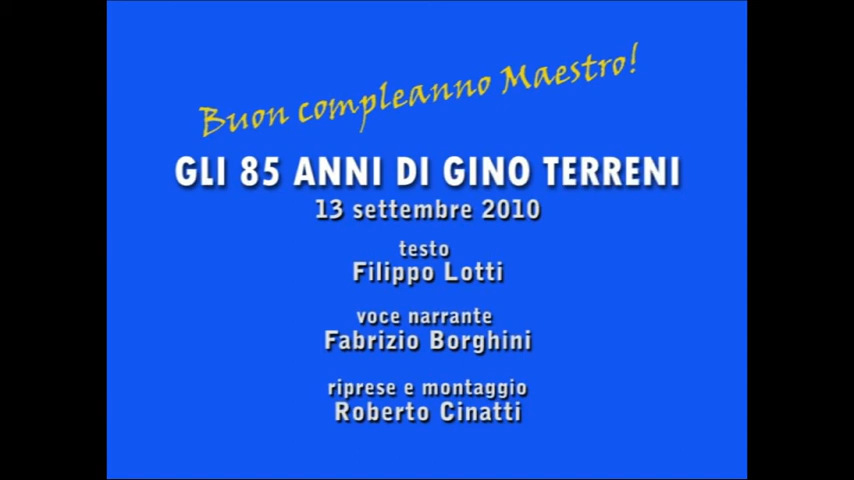 Buon compleanno Maestro!
GLI 85 ANNI DI GINO TERRENI
13 settembre 2010
testo
Filippo Lotti
voce narrante
Fabrizio Borghini
riprese e montaggio
Roberto Cinatti